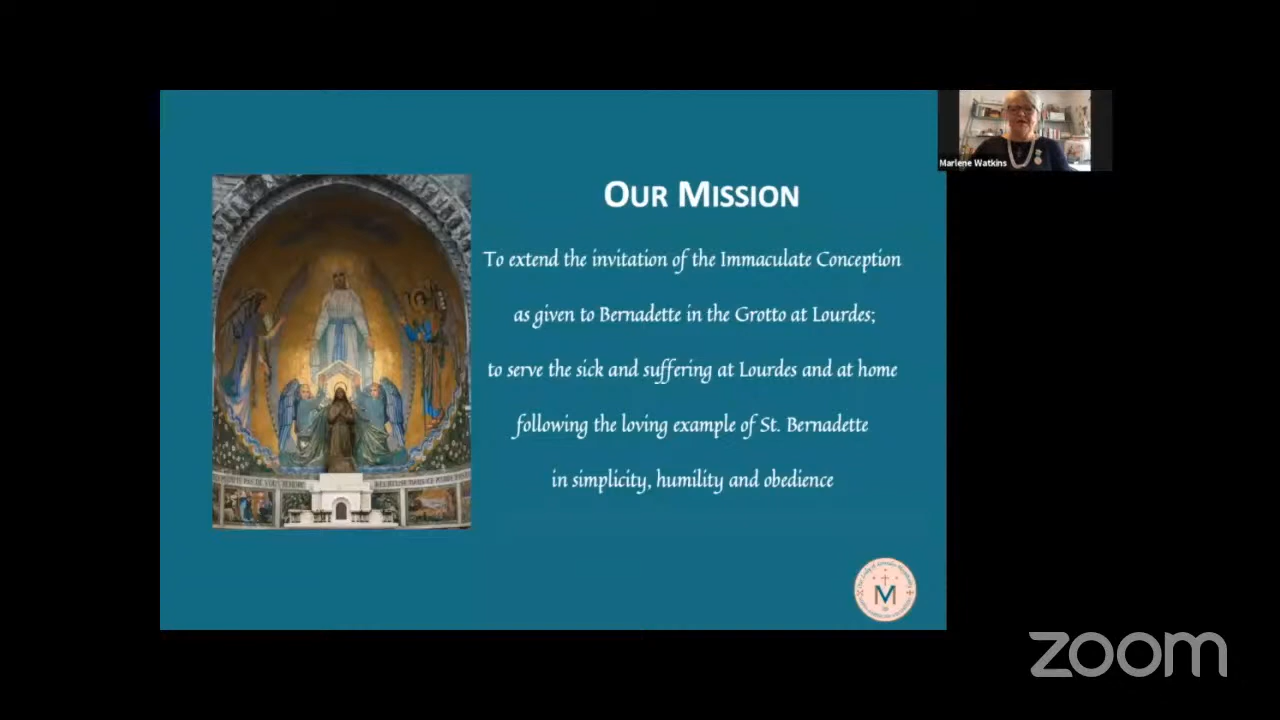 Marlene Watkins
OUR MISSION
To extend the invitation of the Immaculate Conception
as given to Bernadette in the Grotto at Lourdes;
to serve the sick and suffering at Lourdes and at home
following the loving example of St. Bernadette
in simplicity, humility and obedience
M
zoom